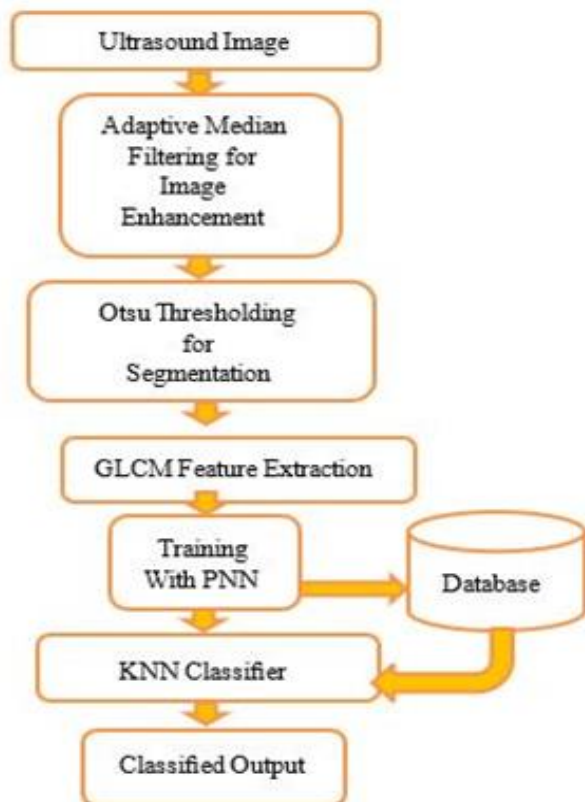 Ultrasound Image
Adaptive Median
Filtering for
Image
Enhancement
Otsu Thresholding
for
Segmentation
GLCM Feature Extraction
Training
With PNN
Database
KNN Classifier
Classified Output